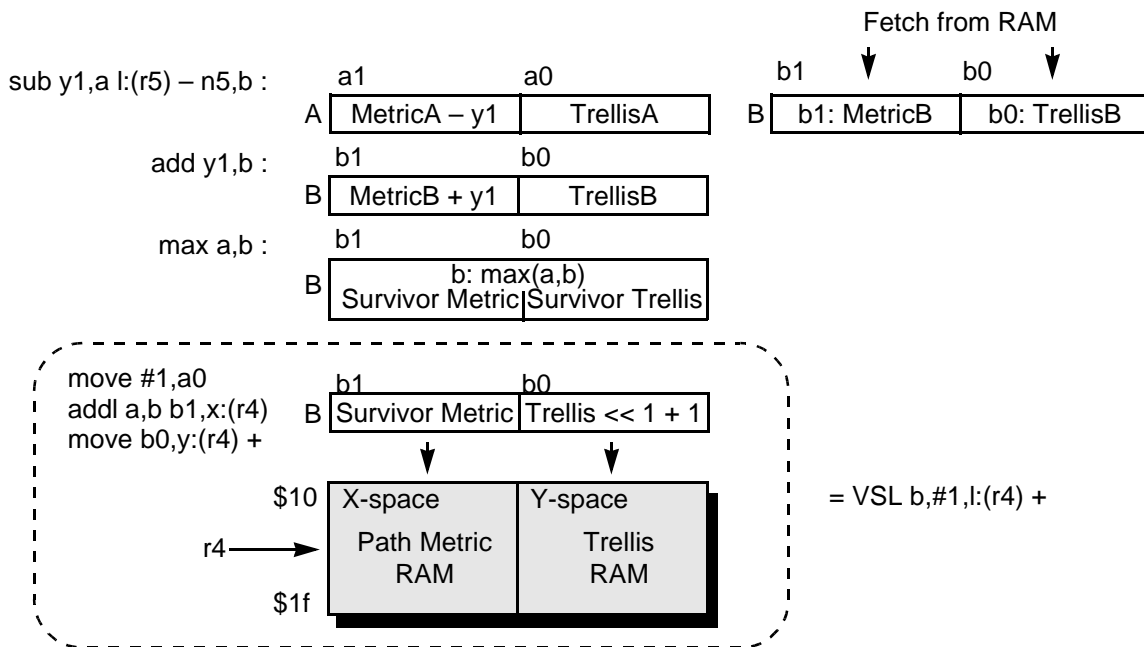 Fetch from RAM
sub y1,a l:(r5) – n5,b :
a1 a0
b1 b0
A MetricA – y1 TrellisA
B b1: MetricB b0: TrellisB
add y1,b :
b1 b0
B MetricB + y1 TrellisB
max a,b :
b1 b0
B b: max(a,b)
Survivor Metric Survivor Trellis
move #1,a0
addl a,b b1,x:(r4)
move b0,y:(r4) +
b1 b0
B Survivor Metric Trellis << 1 + 1
$10 X-space Y-space
= VSL b,#1,l:(r4) +
r4
Path Metric RAM
Trellis RAM
$1f